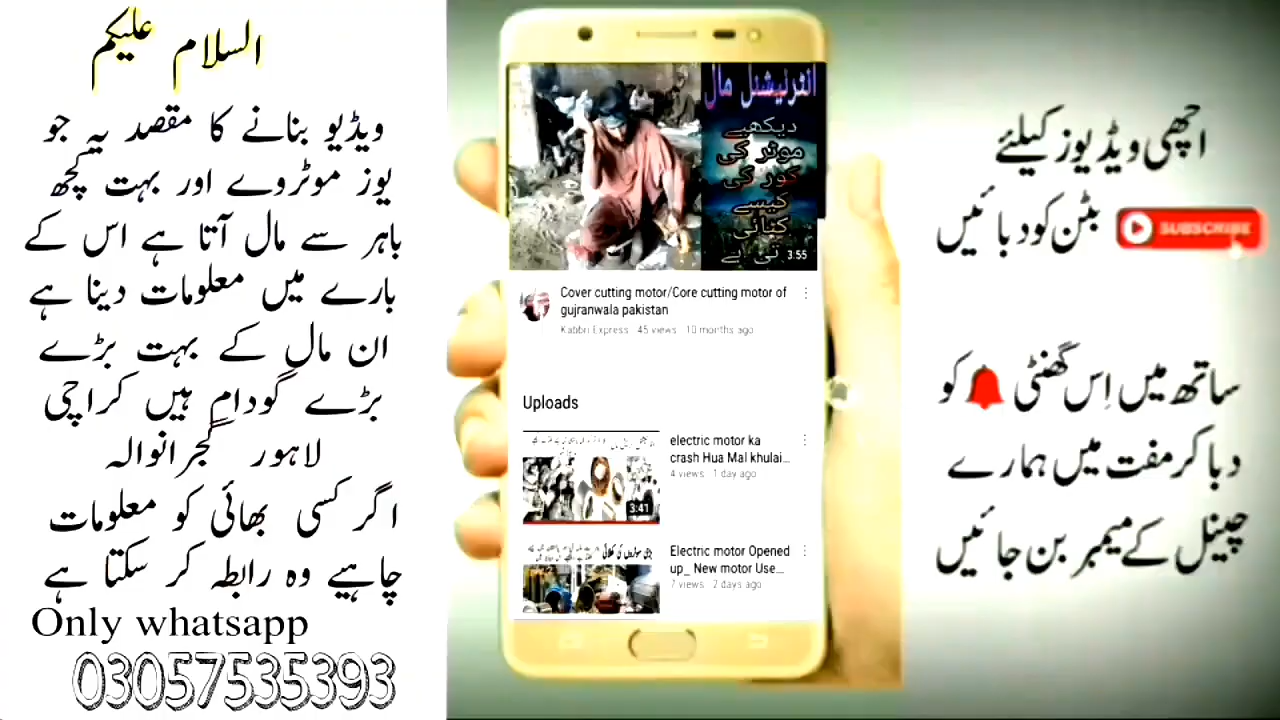 السلام علیکم
ویڈیو بنانے کا مقصد یہ جو
یوز موٹروے اور بہت کچھ
باہر سے مال آتا ہے اس کے
بارے میں معلومات دینا ہے
ان مال کے بہت بڑے
بڑے گودام ہیں کراچی
لاہور گجرانوالہ
اگر کسی بھائی کو معلومات
چاہیے وہ رابطہ کر سکتا ہے
Only whatsapp
03057535393
انٹرنیشنل مال
دیکھیے
موٹر کی
کور کی
کیسے
کٹائی
3:55
Cover cutting motor/Core cutting motor of
gujranwala pakistan
Kabbri Express 45 views 10 months ago
Uploads
electric motor ka
crash Hua Mal khulai...
4 views 1 day ago
3:41
Electric motor Opened
up_ New motor Use...
7 views 2 days ago
اچھی ویڈیوز کیلئے
SUBSCRIBE بٹن کو دبائیں
ساتھ میں اِس گھنٹی کو
دبا کر مفت میں ہمارے
چینل کے میمبر بن جائیں